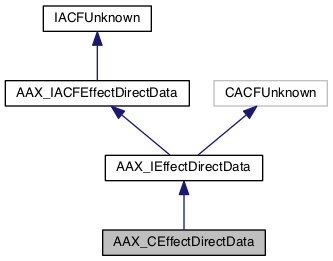 IACFUnknown
AAX_IACFEffectDirectData
CACFUnknown
AAX_IEffectDirectData
AAX_CEffectDirectData